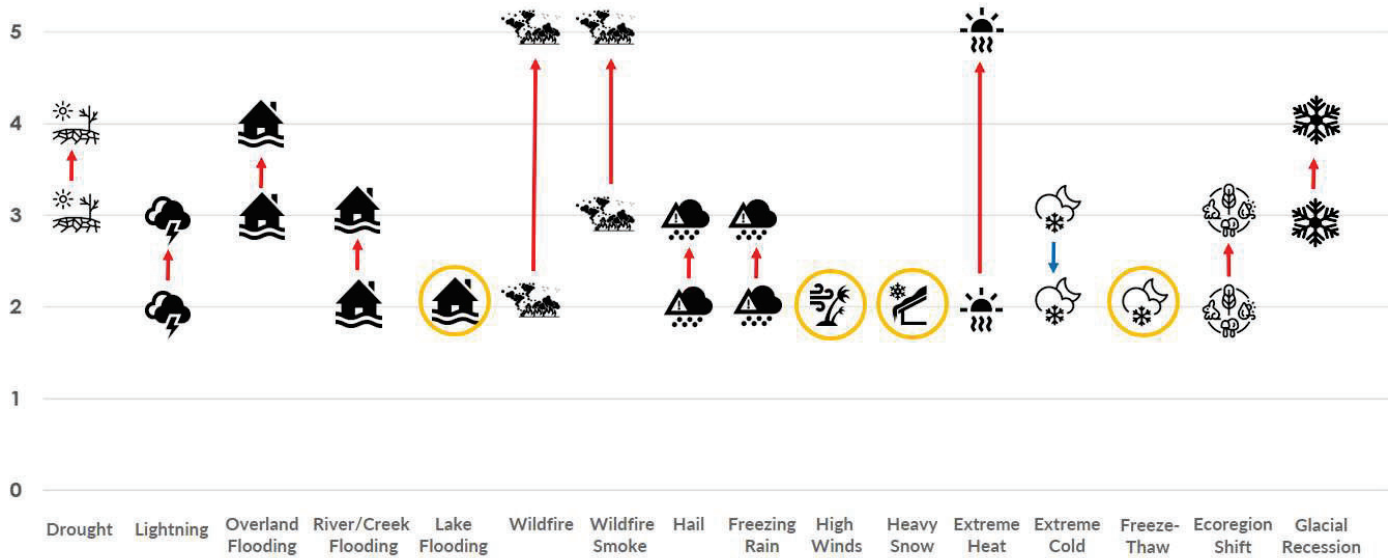 5
4
3
2
1
0
Drought
Lightning
Overland
Flooding
River/Creek
Flooding
Lake
Flooding
Wildfire
Wildfire
Smoke
Hail
Freezing
Rain
High
Winds
Heavy
Snow
Extreme
Heat
Extreme
Cold
Freeze-
Thaw
Ecoregion
Shift
Glacial
Recession